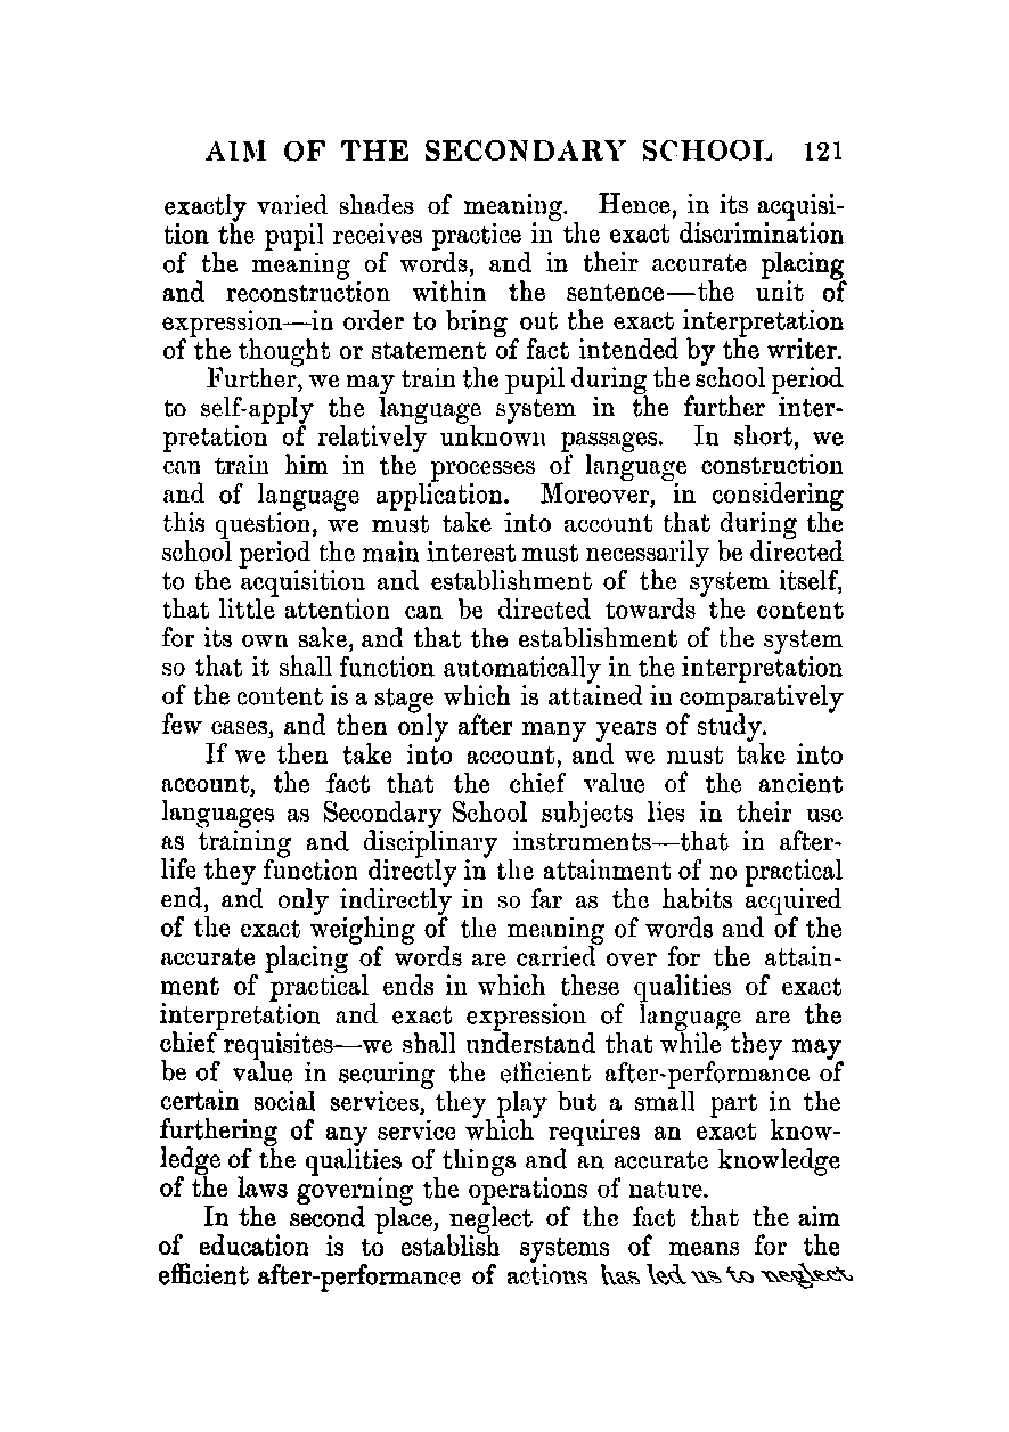 AIM OF THE SECONDARY SCHOOL 121
exactly varied shades of meaning. Hence, in its acquisi-
tion the pupil receives practice in the exact discrimination
of the meaning of words, and in their accurate placing
and reconstruction within the sentence—the unit of
expression—in order to bring out the exact interpretation
of the thought or statement of fact intended by the writer.
Further, we may train the pupil during the school period
to self-apply the language system in the further inter-
pretation of relatively unknown passages. In short, we
can train him in the processes of language construction
and of language application. Moreover, in considering
this question, we must take into account that during the
school period the main interest must necessarily be directed
to the acquisition and establishment of the system itself,
that little attention can be directed towards the content
for its own sake, and that the establishment of the system
so that it shall function automatically in the interpretation
of the content is a stage which is attained in comparatively
few cases, and then only after many years of study.
If we then take into account, and we must take into
account, the fact that the chief value of the ancient
languages as Secondary School subjects lies in their use
as training and disciplinary instruments—that in after-
life they function directly in the attainment of no practical
end, and only indirectly in so far as the habits acquired
of the exact weighing of the meaning of words and of the
accurate placing of words are carried over for the attain-
ment of practical ends in which these qualities of exact
interpretation and exact expression of language are the
chief requisites—we shall understand that while they may
be of value in securing the efficient after-performance of
certain social services, they play but a small part in the
furthering of any service which requires an exact know-
ledge of the qualities of things and an accurate knowledge
of the laws governing the operations of nature.
In the second place, neglect of the fact that the aim
of education is to establish systems of means for the
efficient after-performance of actions has led us to neglect